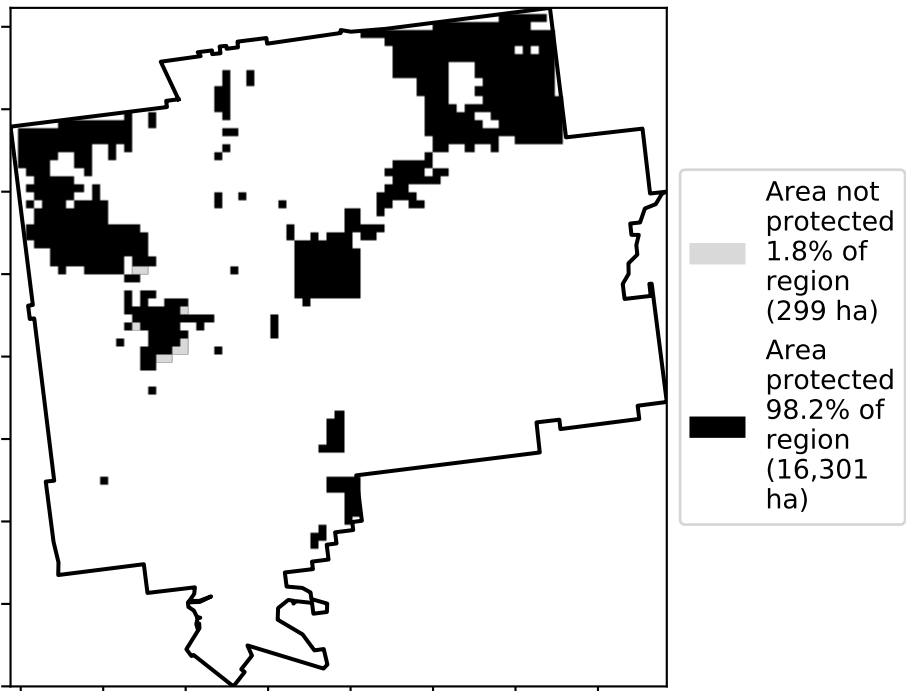 Area not
protected
1.8% of
region
(299 ha)
Area
protected
98.2% of
region
(16,301
ha)